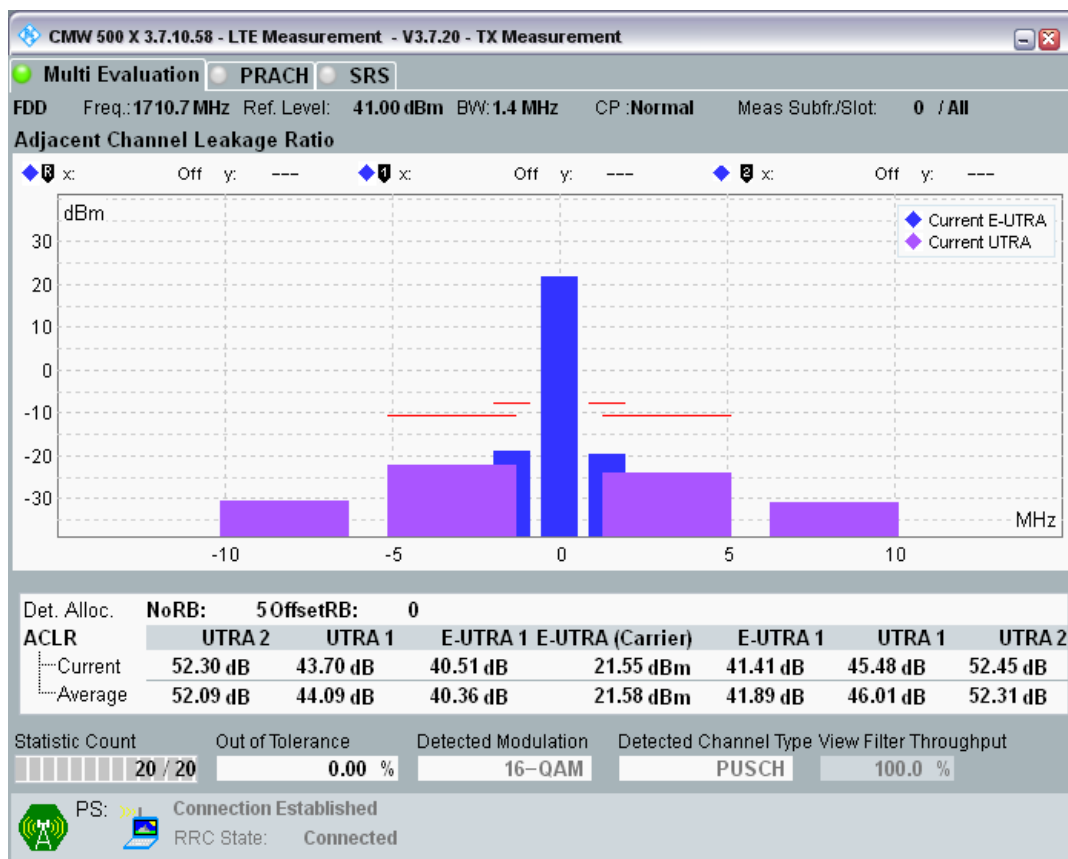 CMW 500 X 3.7.10.58 - LTE Measurement - V3.7.20 - TX Measurement
Multi Evaluation PRACH SRS
FDD Freq.: 1710.7 MHz Ref. Level: 41.00 dBm BW: 1.4 MHz CP :Normal Meas Subfr./Slot: 0 / All
Adjacent Channel Leakage Ratio
R x: Off y: --- 1 x: Off y: --- 2 x: Off y: ---
dBm
Current E-UTRA
Current UTRA
30
20
10
0
-10
-20
-30
MHz
-10 -5 0 5 10
Det. Alloc. NoRB: 5 OffsetRB: 0
ACLR UTRA 2 UTRA 1 E-UTRA 1 E-UTRA (Carrier) E-UTRA 1 UTRA 1 UTRA 2
Current 52.30 dB 43.70 dB 40.51 dB 21.55 dBm 41.41 dB 45.48 dB 52.45 dB
Average 52.09 dB 44.09 dB 40.36 dB 21.58 dBm 41.89 dB 46.01 dB 52.31 dB
Statistic Count Out of Tolerance Detected Modulation Detected Channel Type View Filter Throughput
20 / 20 0.00 % 16-QAM PUSCH 100.0 %
PS: Connection Established
RRC State: Connected